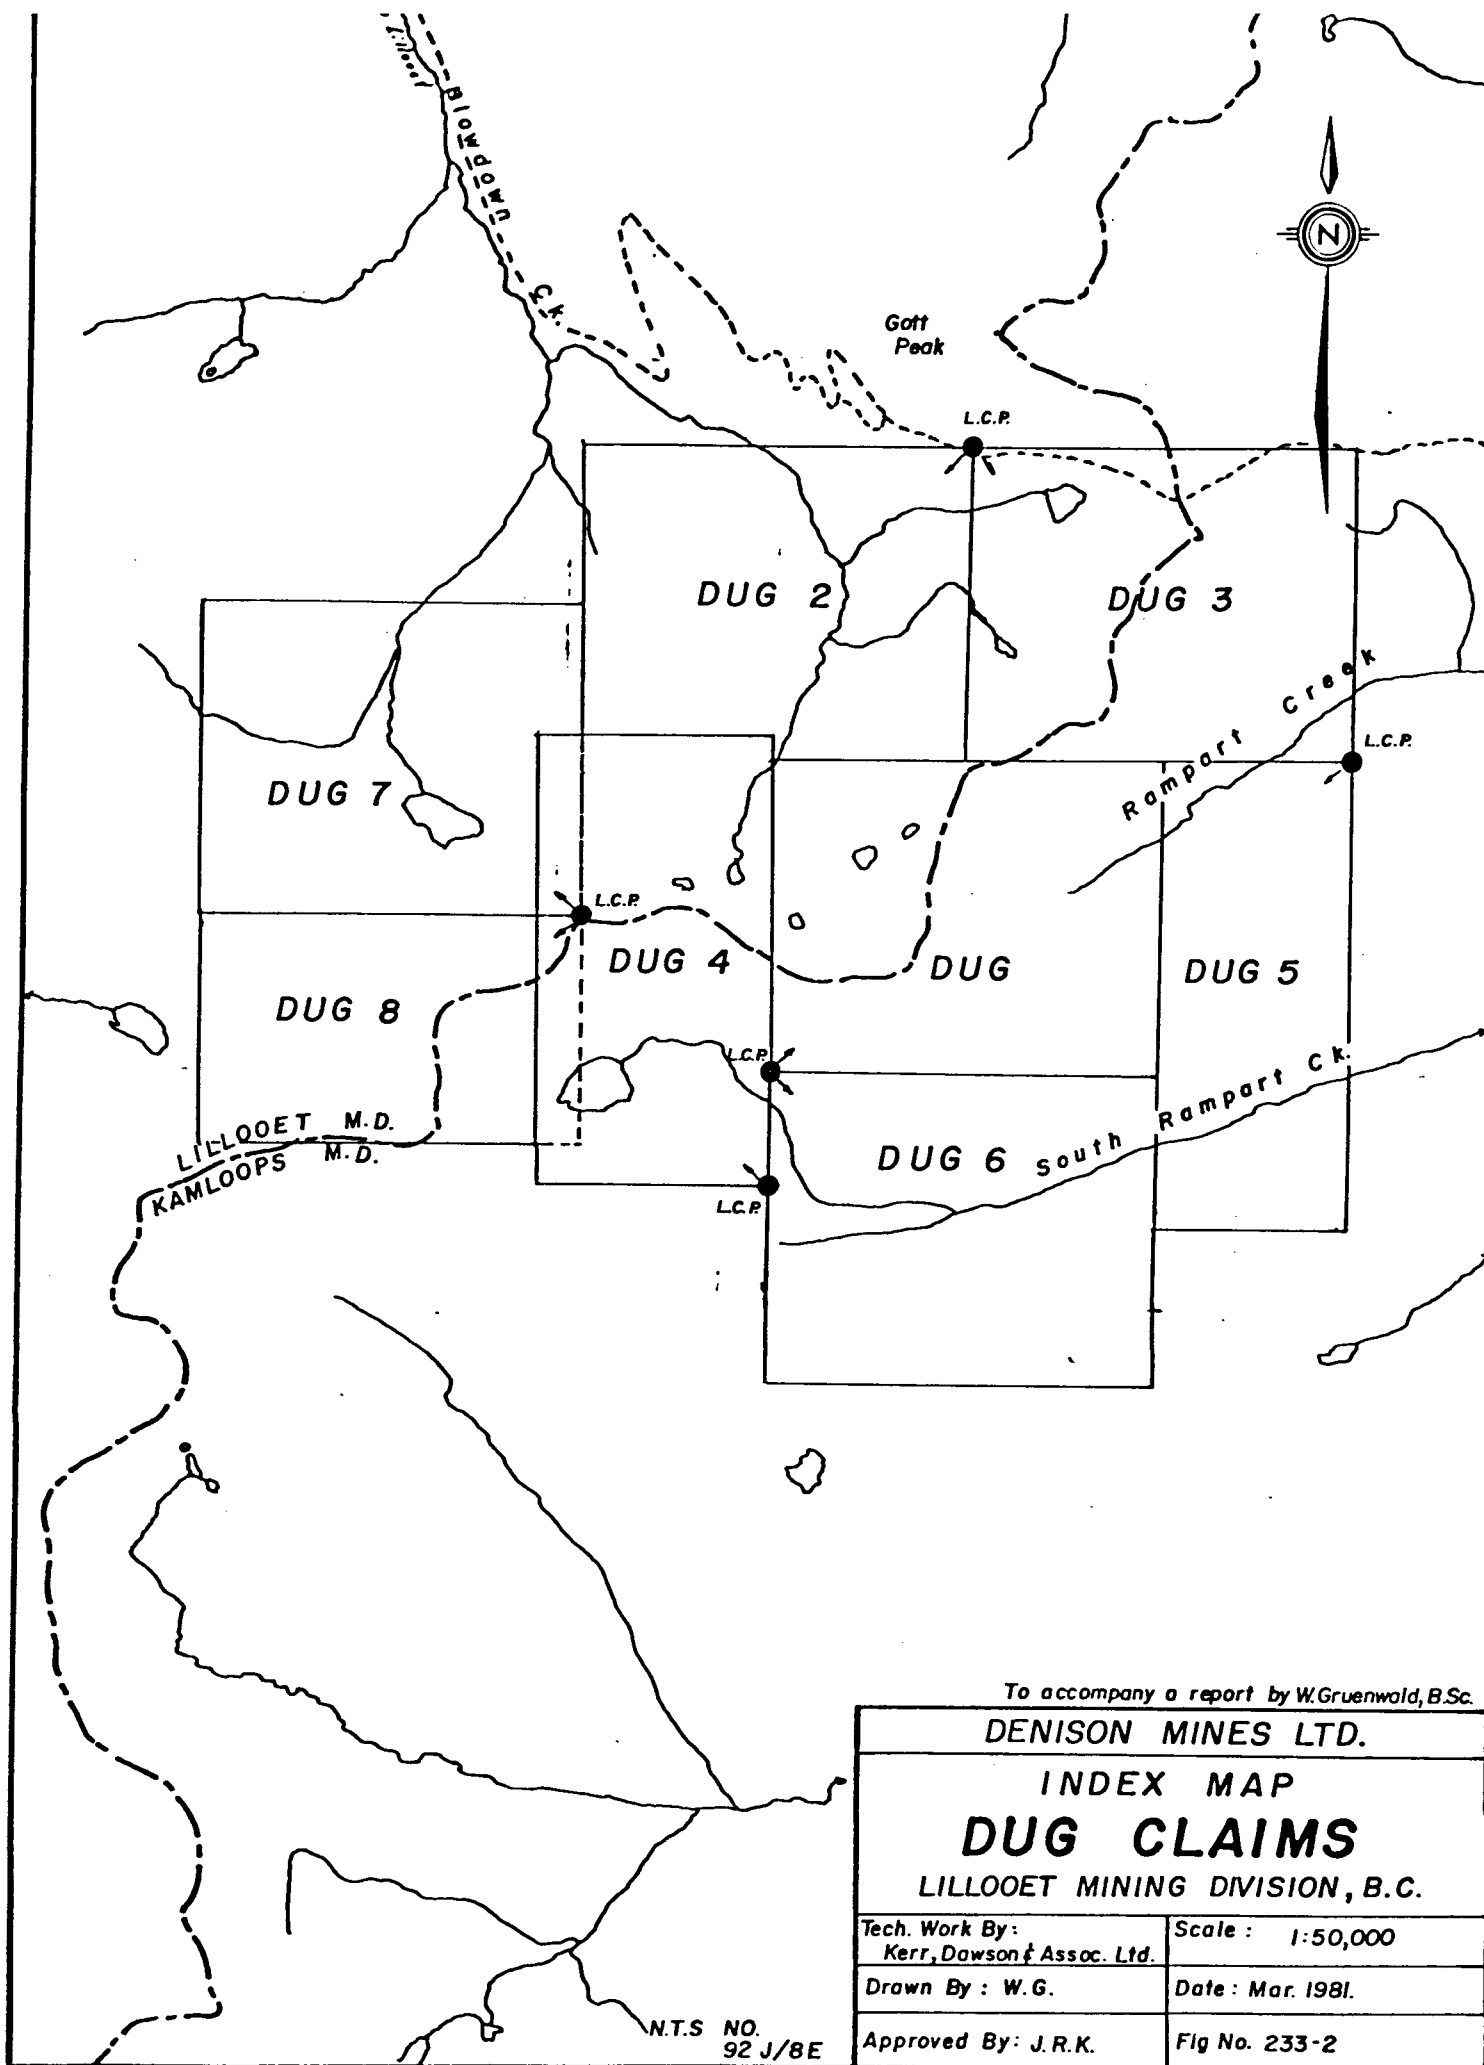 Lillooet
Blowdown Ck.
N
Gott
Peak
L.C.P.
DUG 2
DUG 3
Rampart Creek
L.C.P.
DUG 7
L.C.P.
DUG 4
DUG
DUG 5
DUG 8
L.C.P.
South Rampart Ck.
LILLOOET M.D.
KAMLOOPS M.D.
DUG 6
L.C.P.
To accompany a report by W.Gruenwald, B.Sc.
DENISON MINES LTD.
INDEX MAP
DUG CLAIMS
LILLOOET MINING DIVISION, B.C.
Tech. Work By:
Kerr, Dawson & Assoc. Ltd.
Scale: 1:50,000
Drawn By: W.G.
Date: Mar. 1981.
Approved By: J.R.K.
Fig No. 233-2
N.T.S NO.
92 J/8E